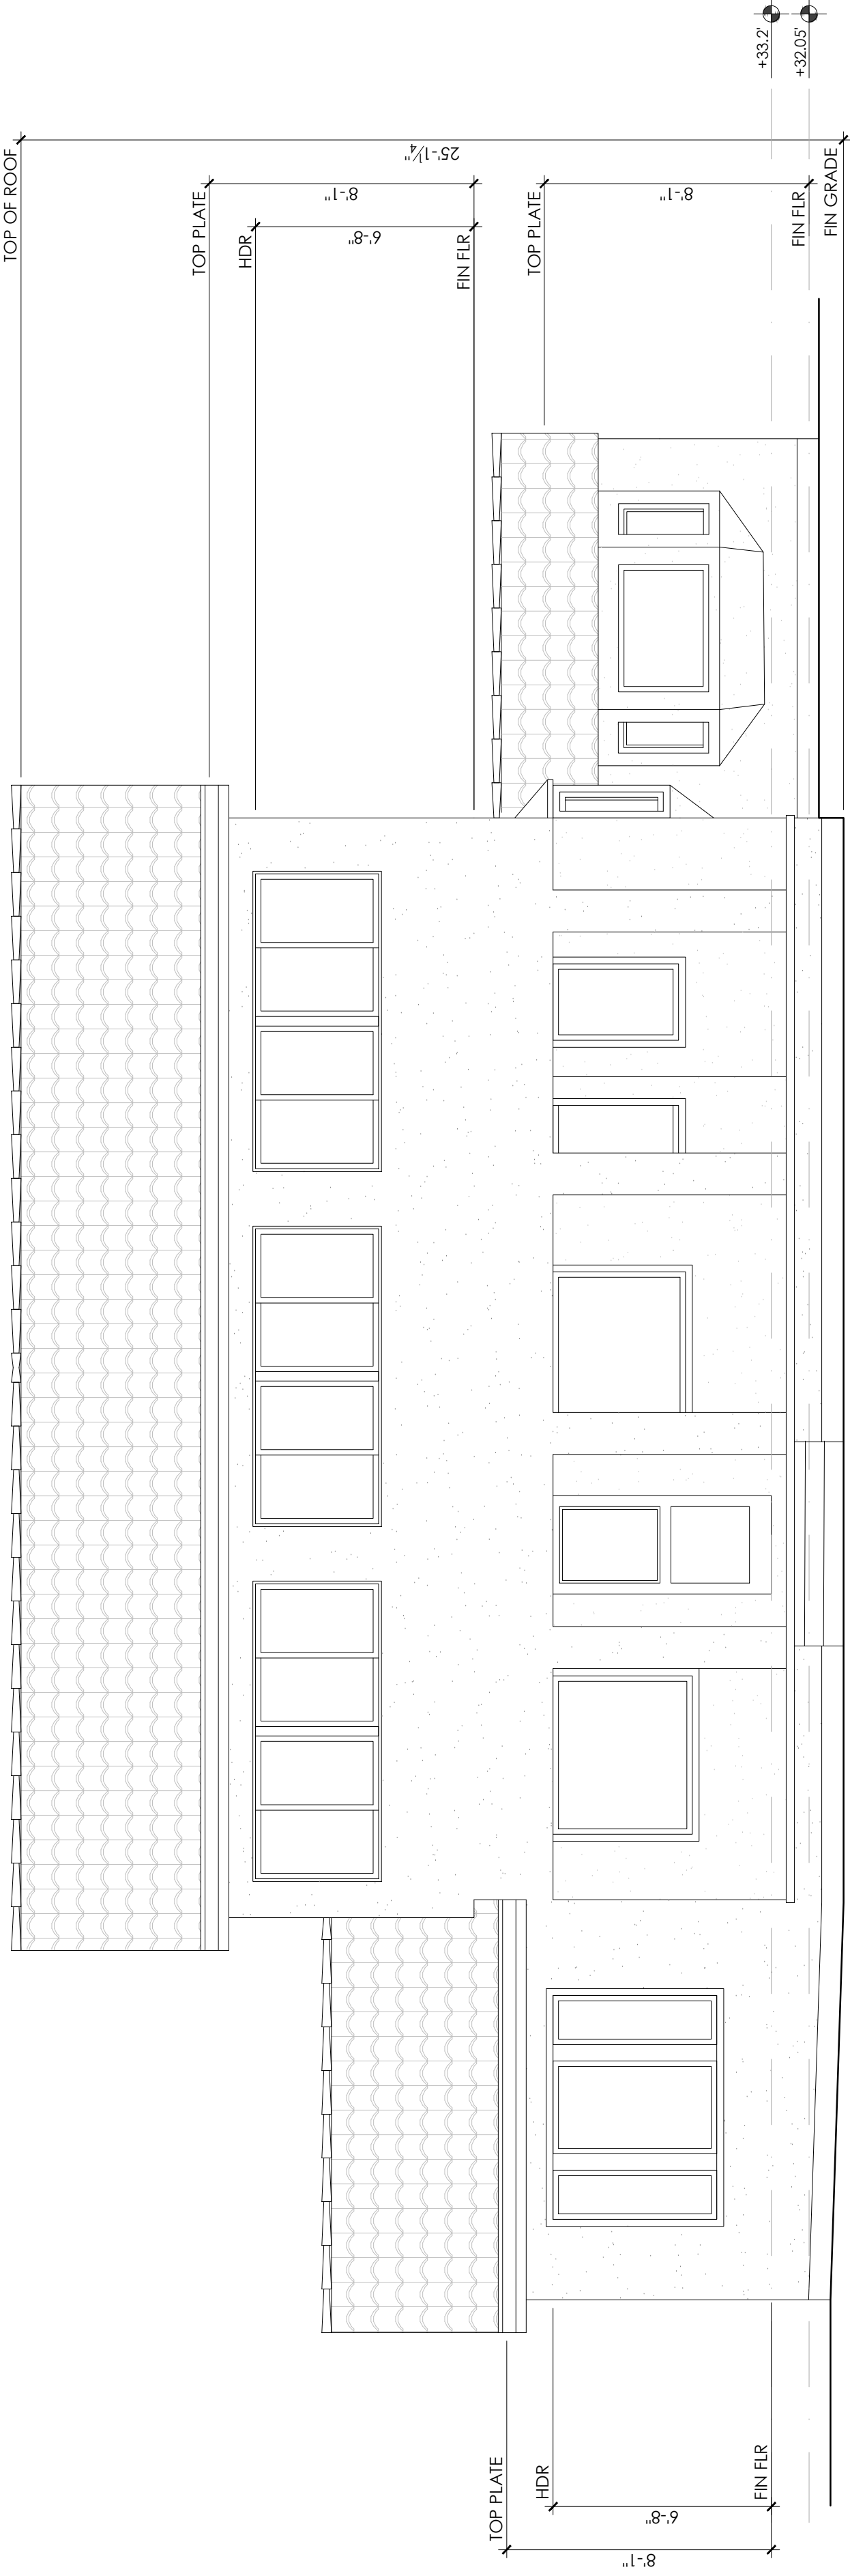 +33.2'
+32.05'
TOP OF ROOF
25'-1¼"
FIN GRADE
TOP PLATE
8'-1"
HDR
6'-8"
FIN FLR
TOP PLATE
8'-1"
FIN FLR
TOP PLATE
HDR
FIN FLR
6'-8"
8'-1"